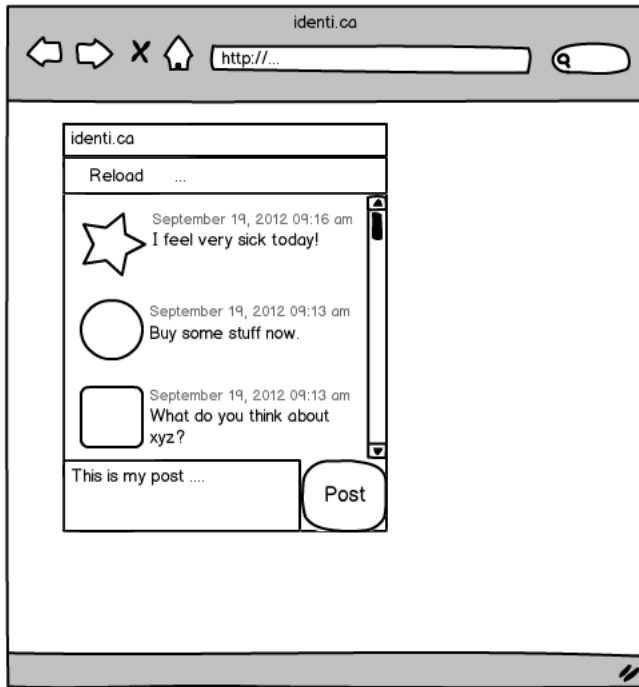 identi.ca
http://...
identi.ca
Reload ...
September 19, 2012 09:16 am
I feel very sick today!
September 19, 2012 09:13 am
Buy some stuff now.
September 19, 2012 09:13 am
What do you think about
xyz?
This is my post ....
Post